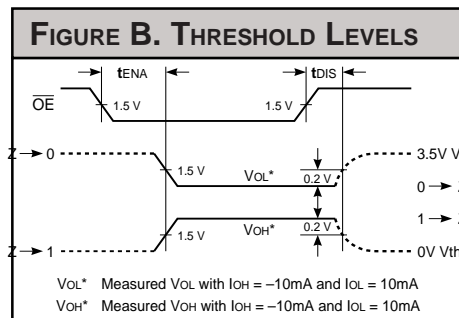 FIGURE B. THRESHOLD LEVELS
tENA tDIS
OE 1.5 V 1.5 V
Z → 0 3.5V V
1.5 V VOL* 0.2 V
0 →
1 →
1.5 V VOH* 0.2 V
Z → 1 0V Vth
VOL* Measured VOL with IOH = –10mA and IOL = 10mA
VOH* Measured VOH with IOH = –10mA and IOL = 10mA